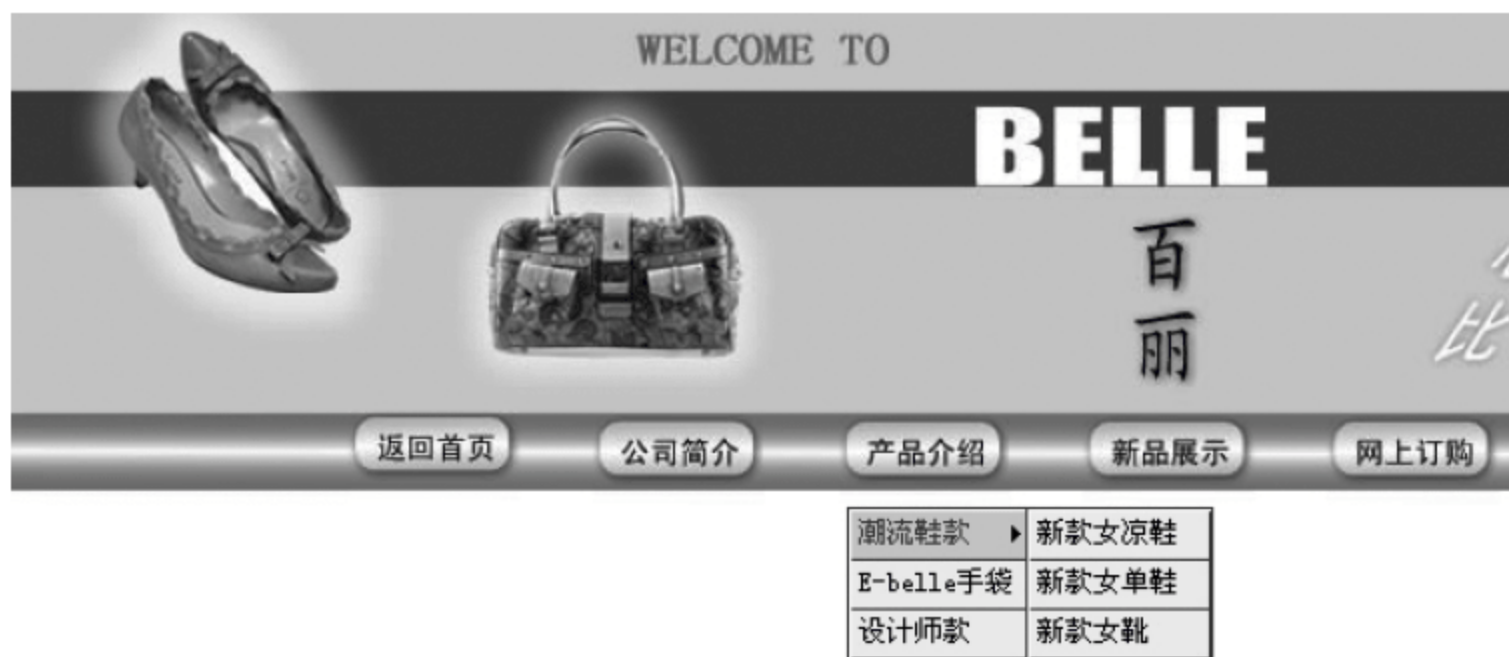 WELCOME TO
BELLE
百
丽
比
返回首页
公司简介
产品介绍
新品展示
网上订购
潮流鞋款
新款女凉鞋
E-belle手袋
新款女单鞋
设计师款
新款女靴